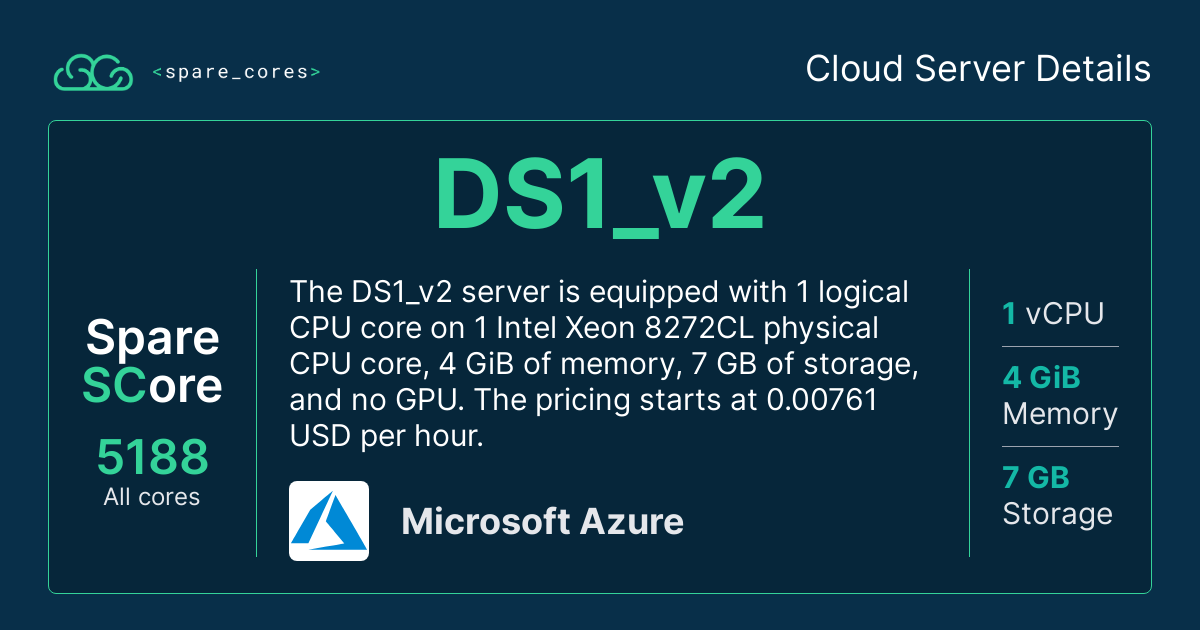 <spare_cores>
Cloud Server Details
DS1_v2
Spare
SCore
5188
All cores
The DS1_v2 server is equipped with 1 logical
CPU core on 1 Intel Xeon 8272CL physical
CPU core, 4 GiB of memory, 7 GB of storage,
and no GPU. The pricing starts at 0.00761
USD per hour.
Microsoft Azure
1 vCPU
4 GiB
Memory
7 GB
Storage